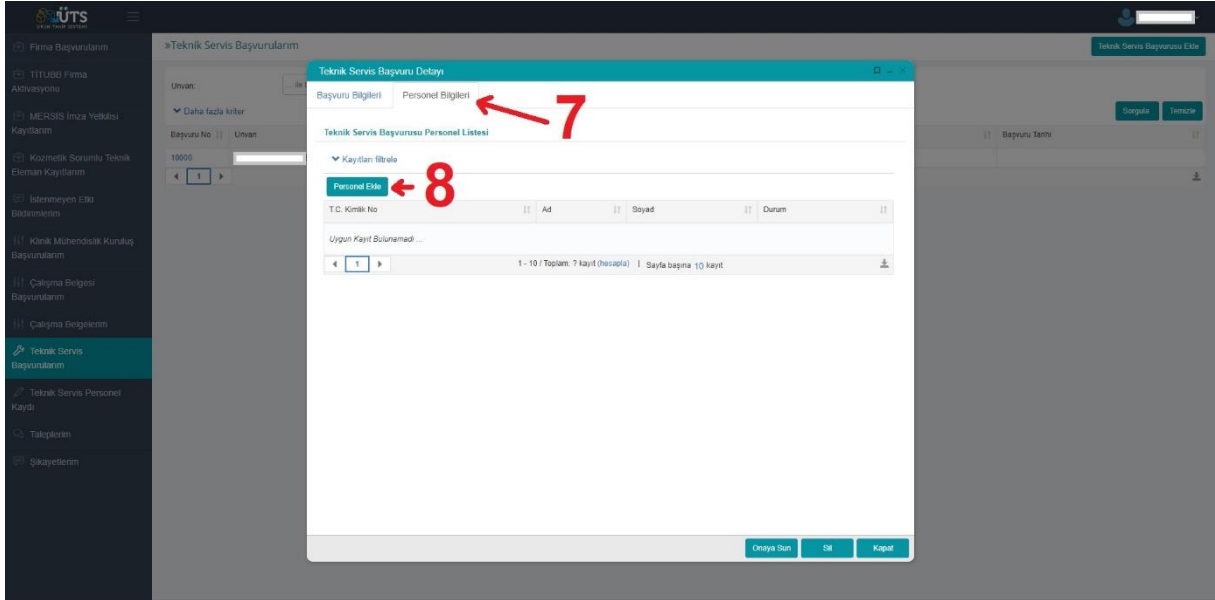 ÜTS
ÜRÜN TAKİP SİSTEMİ
Firma Başvurularım
TITUBB Firma
Aktivasyonu
MERSİS İmza Yetkilisi
Kayıtlarım
Kozmetik Sorumlu Teknik
Eleman Kayıtlarım
İstenmeyen Etki
Bildirimlerim
Klinik Mühendislik Kuruluş
Başvurularım
Çalışma Belgesi
Başvurularım
Çalışma Belgelerim
Teknik Servis
Başvurularım
Teknik Servis Personel
Kaydı
Taleplerim
Şikayetlerim
»Teknik Servis Başvurularım
Teknik Servis Başvurusu Ekle
Unvan:
... ile
Daha fazla kriter
Sorgula
Temizle
Başvuru No
Unvan
Başvuru Tarihi
10000
1
Teknik Servis Başvuru Detayı
Başvuru Bilgileri
Personel Bilgileri
7
Teknik Servis Başvurusu Personel Listesi
Kayıtları filtrele
Personel Ekle
8
T.C. Kimlik No
Ad
Soyad
Durum
Uygun Kayıt Bulunamadı ...
1
1 - 10 / Toplam: ? kayıt (hesapla) | Sayfa başına 10 kayıt
Onaya Sun
Sil
Kapat